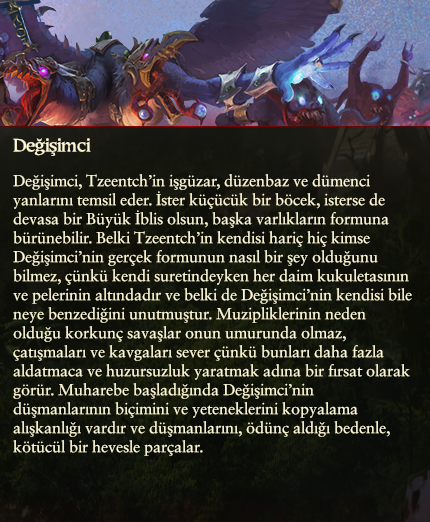 Değişimci
Değişimci, Tzeentch'in işgüzar, düzenbaz ve dümenci
yanlarını temsil eder. İster küçücük bir böcek, isterse de
devasa bir Büyük İblis olsun, başka varlıkların formuna
bürünebilir. Belki Tzeentch'in kendisi hariç hiç kimse
Değişimci'nin gerçek formunun nasıl bir şey olduğunu
bilmez, çünkü kendi suretindeyken her daim kukuletasının
ve pelerinin altındadır ve belki de Değişimci'nin kendisi bile
neye benzediğini unutmuştur. Muzipliklerinin neden
olduğu korkunç savaşlar onun umurunda olmaz,
çatışmaları ve kavgaları sever çünkü bunları daha fazla
aldatmaca ve huzursuzluk yaratmak adına bir fırsat olarak
görür. Muharebe başladığında Değişimci'nin
düşmanlarının biçimini ve yeteneklerini kopyalama
alışkanlığı vardır ve düşmanlarını, ödünç aldığı bedenle,
kötücül bir hevesle parçalar.